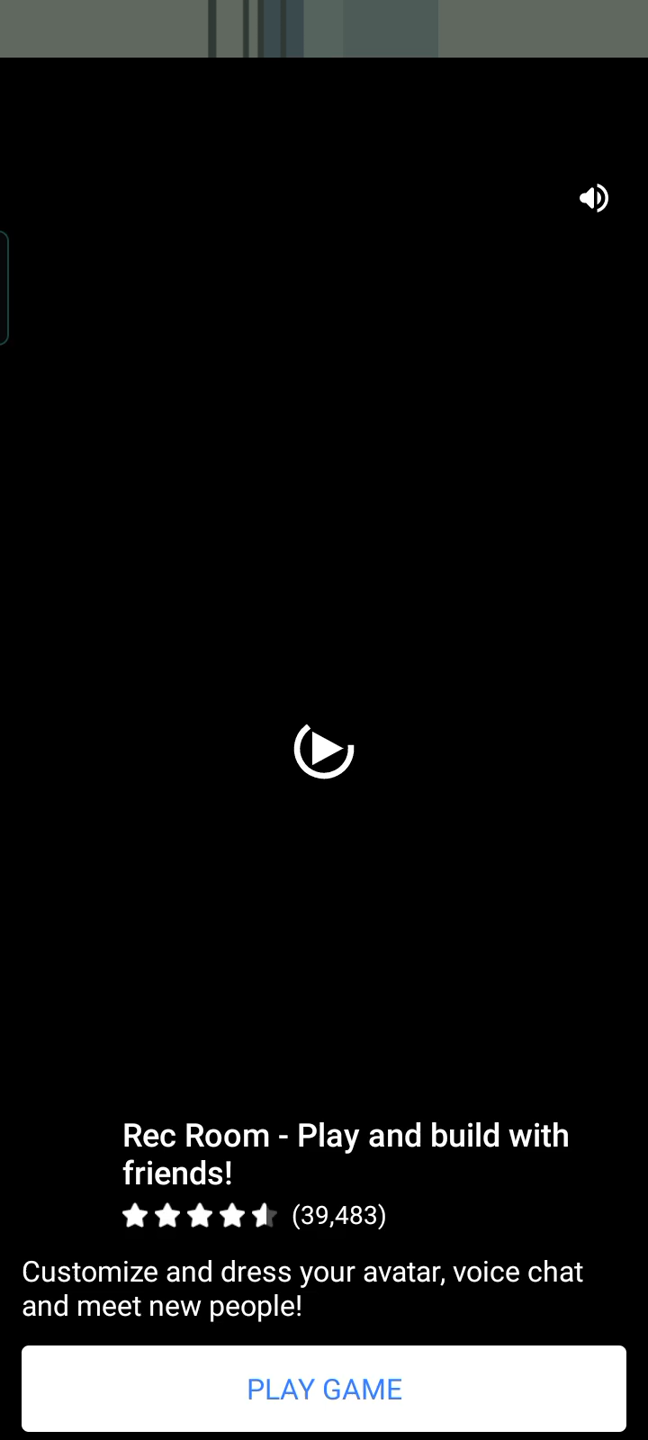 Rec Room - Play and build with
friends!
(39,483)
Customize and dress your avatar, voice chat
and meet new people!
PLAY GAME